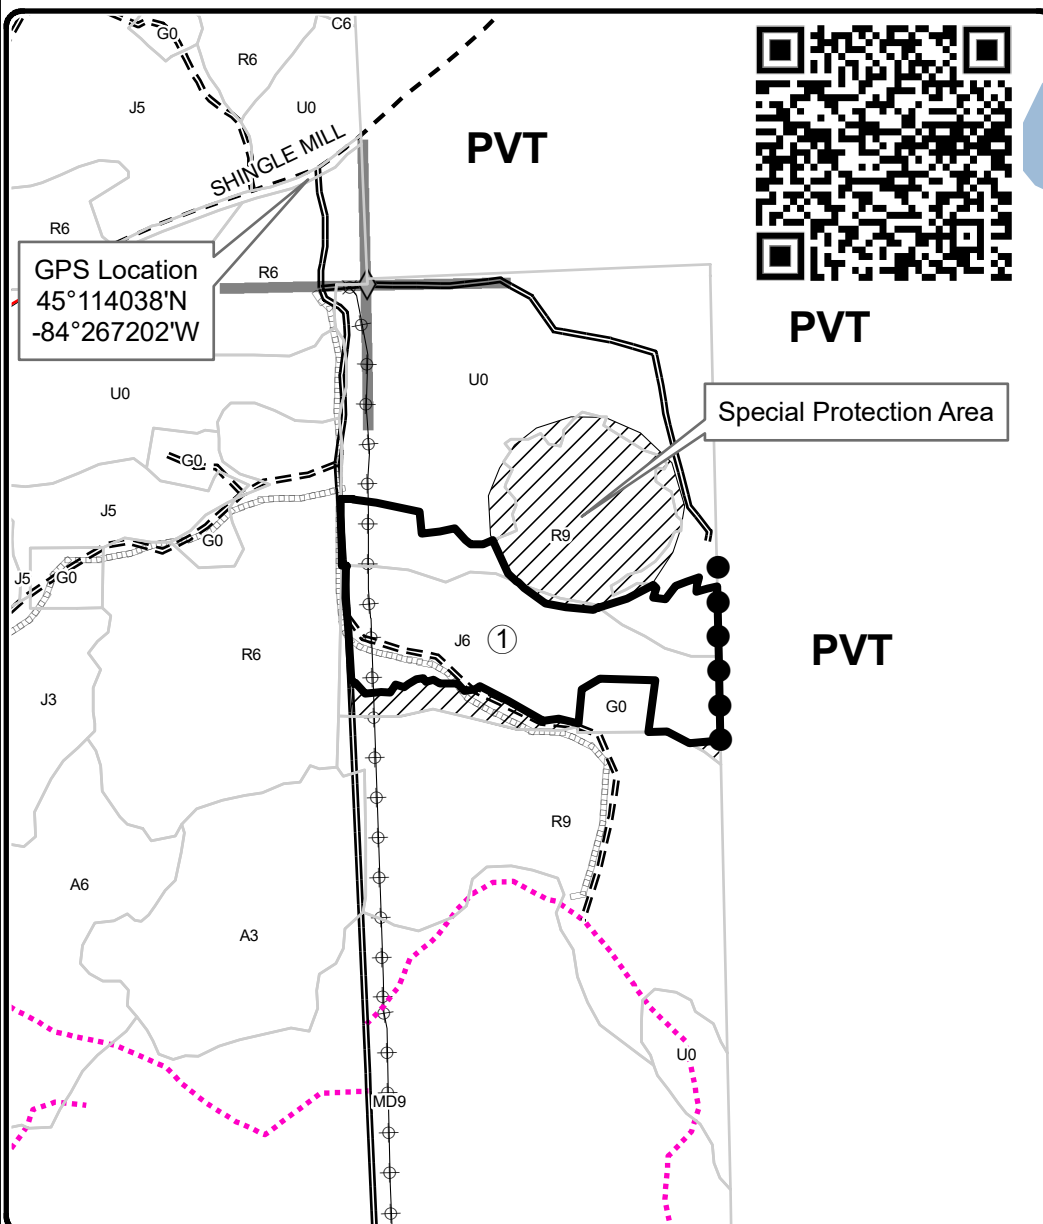 C6
G0
R6
J5
U0
SHINGLE MILL
PVT
R6
GPS Location
45°114038'N
-84°267202'W
R6
PVT
U0
U0
Special Protection Area
G0
J5
G0
R9
J5
G0
J6
1
R6
PVT
J3
G0
R9
A6
A3
U0
MD9